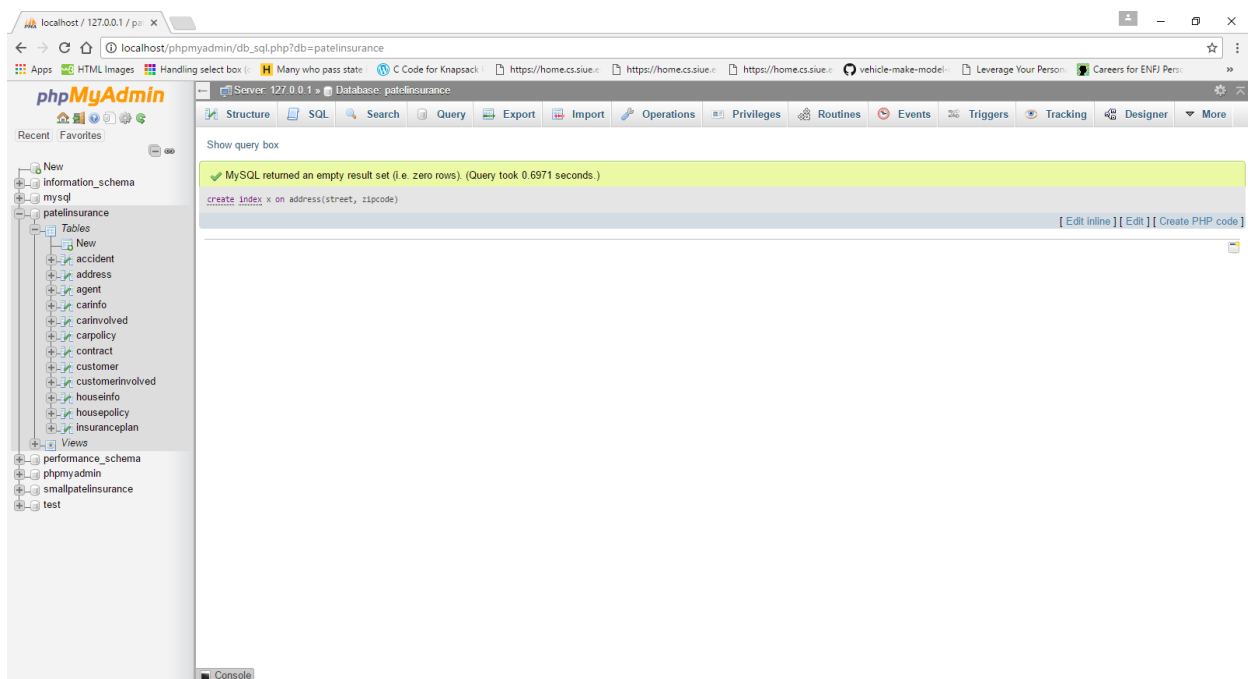 localhost / 127.0.0.1 / pa
localhost/phpmyadmin/db_sql.php?db=patelinsurance
Apps HTML Images Handling select box (c Many who pass state C Code for Knapsack https://home.cs.siue.e https://home.cs.siue.e https://home.cs.siue.e vehicle-make-model- Leverage Your Person Careers for ENFJ Perso »
phpMyAdmin
Recent Favorites
New
information_schema
mysql
patelinsurance
Tables
New
accident
address
agent
carinfo
carinvolved
carpolicy
contract
customer
customerinvolved
houseinfo
housepolicy
insuranceplan
Views
performance_schema
phpmyadmin
smallpatelinsurance
test
Server: 127.0.0.1 » Database: patelinsurance
Structure SQL Search Query Export Import Operations Privileges Routines Events Triggers Tracking Designer More
Show query box
MySQL returned an empty result set (i.e. zero rows). (Query took 0.6971 seconds.)
create index x on address(street, zipcode)
[ Edit inline ] [ Edit ] [ Create PHP code ]
Console